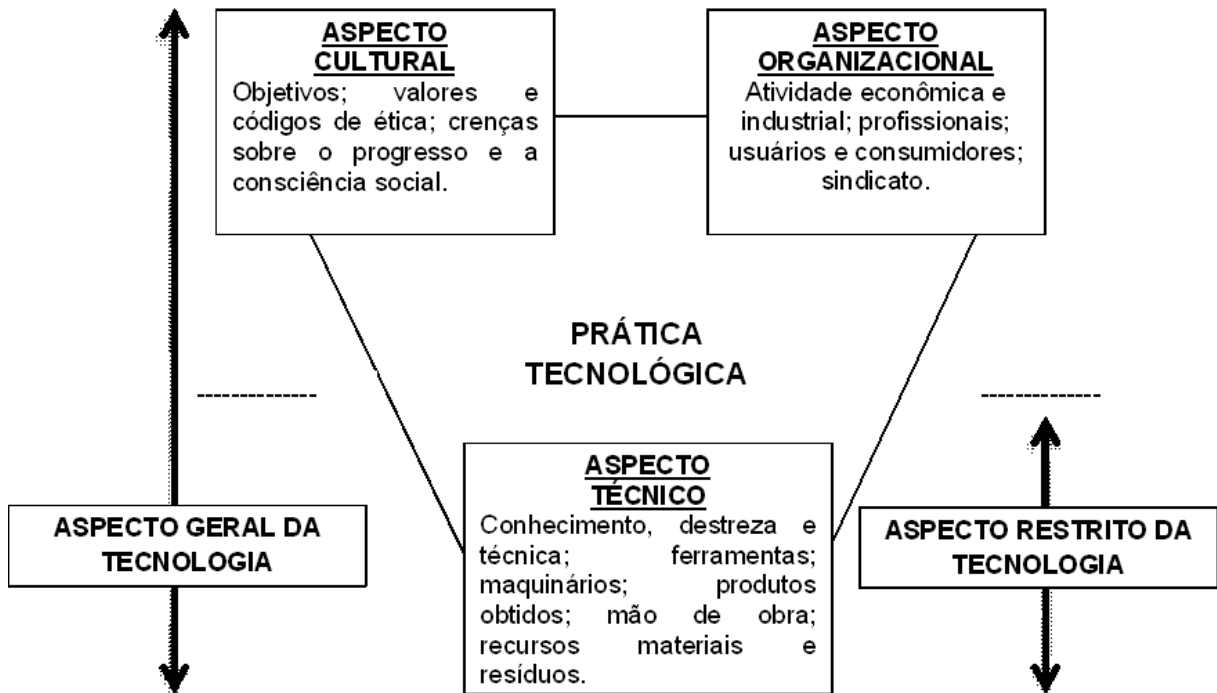 ASPECTO
CULTURAL
Objetivos; valores e
códigos de ética; crenças
sobre o progresso e a
consciência social.
ASPECTO
ORGANIZACIONAL
Atividade econômica e
industrial; profissionais;
usuários e consumidores;
sindicato.
PRÁTICA
TECNOLÓGICA
ASPECTO
TÉCNICO
Conhecimento, destreza e
técnica; ferramentas;
maquinários; produtos
obtidos; mão de obra;
recursos materiais e
resíduos.
ASPECTO GERAL DA
TECNOLOGIA
ASPECTO RESTRITO DA
TECNOLOGIA